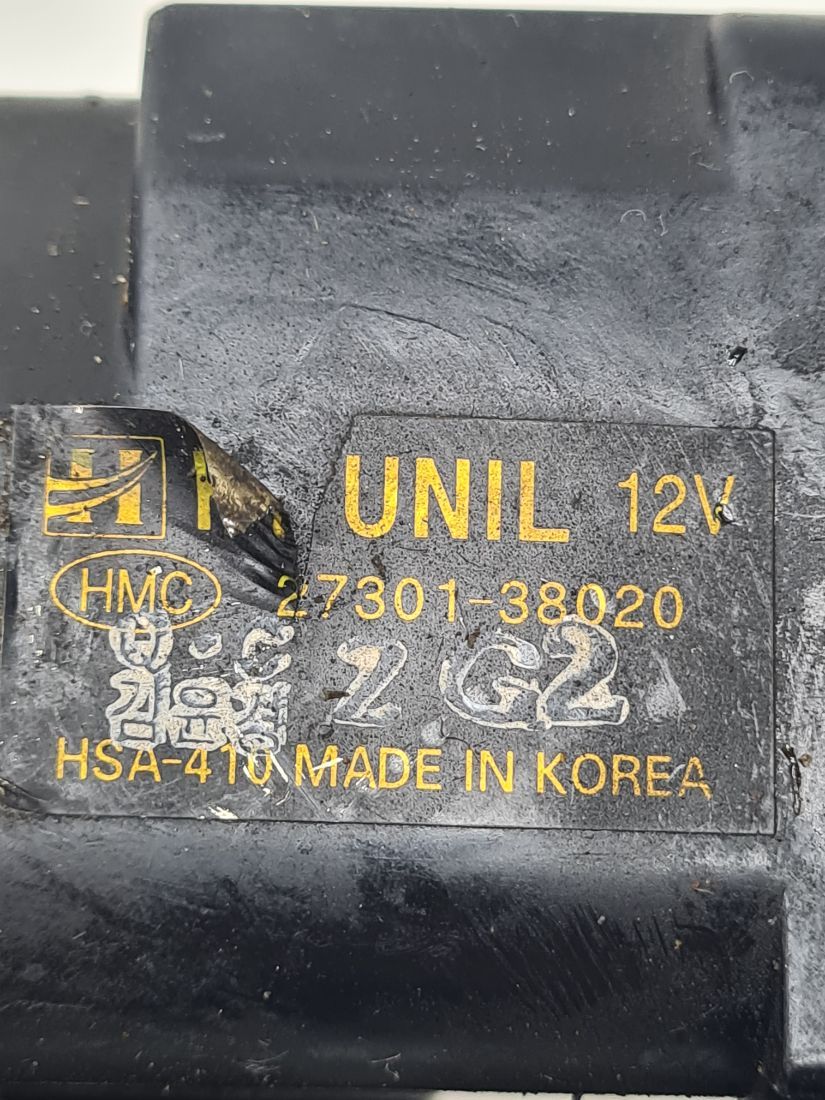 H UNIL 12V
HMC 27301-38020
2 G2
HSA-410 MADE IN KOREA